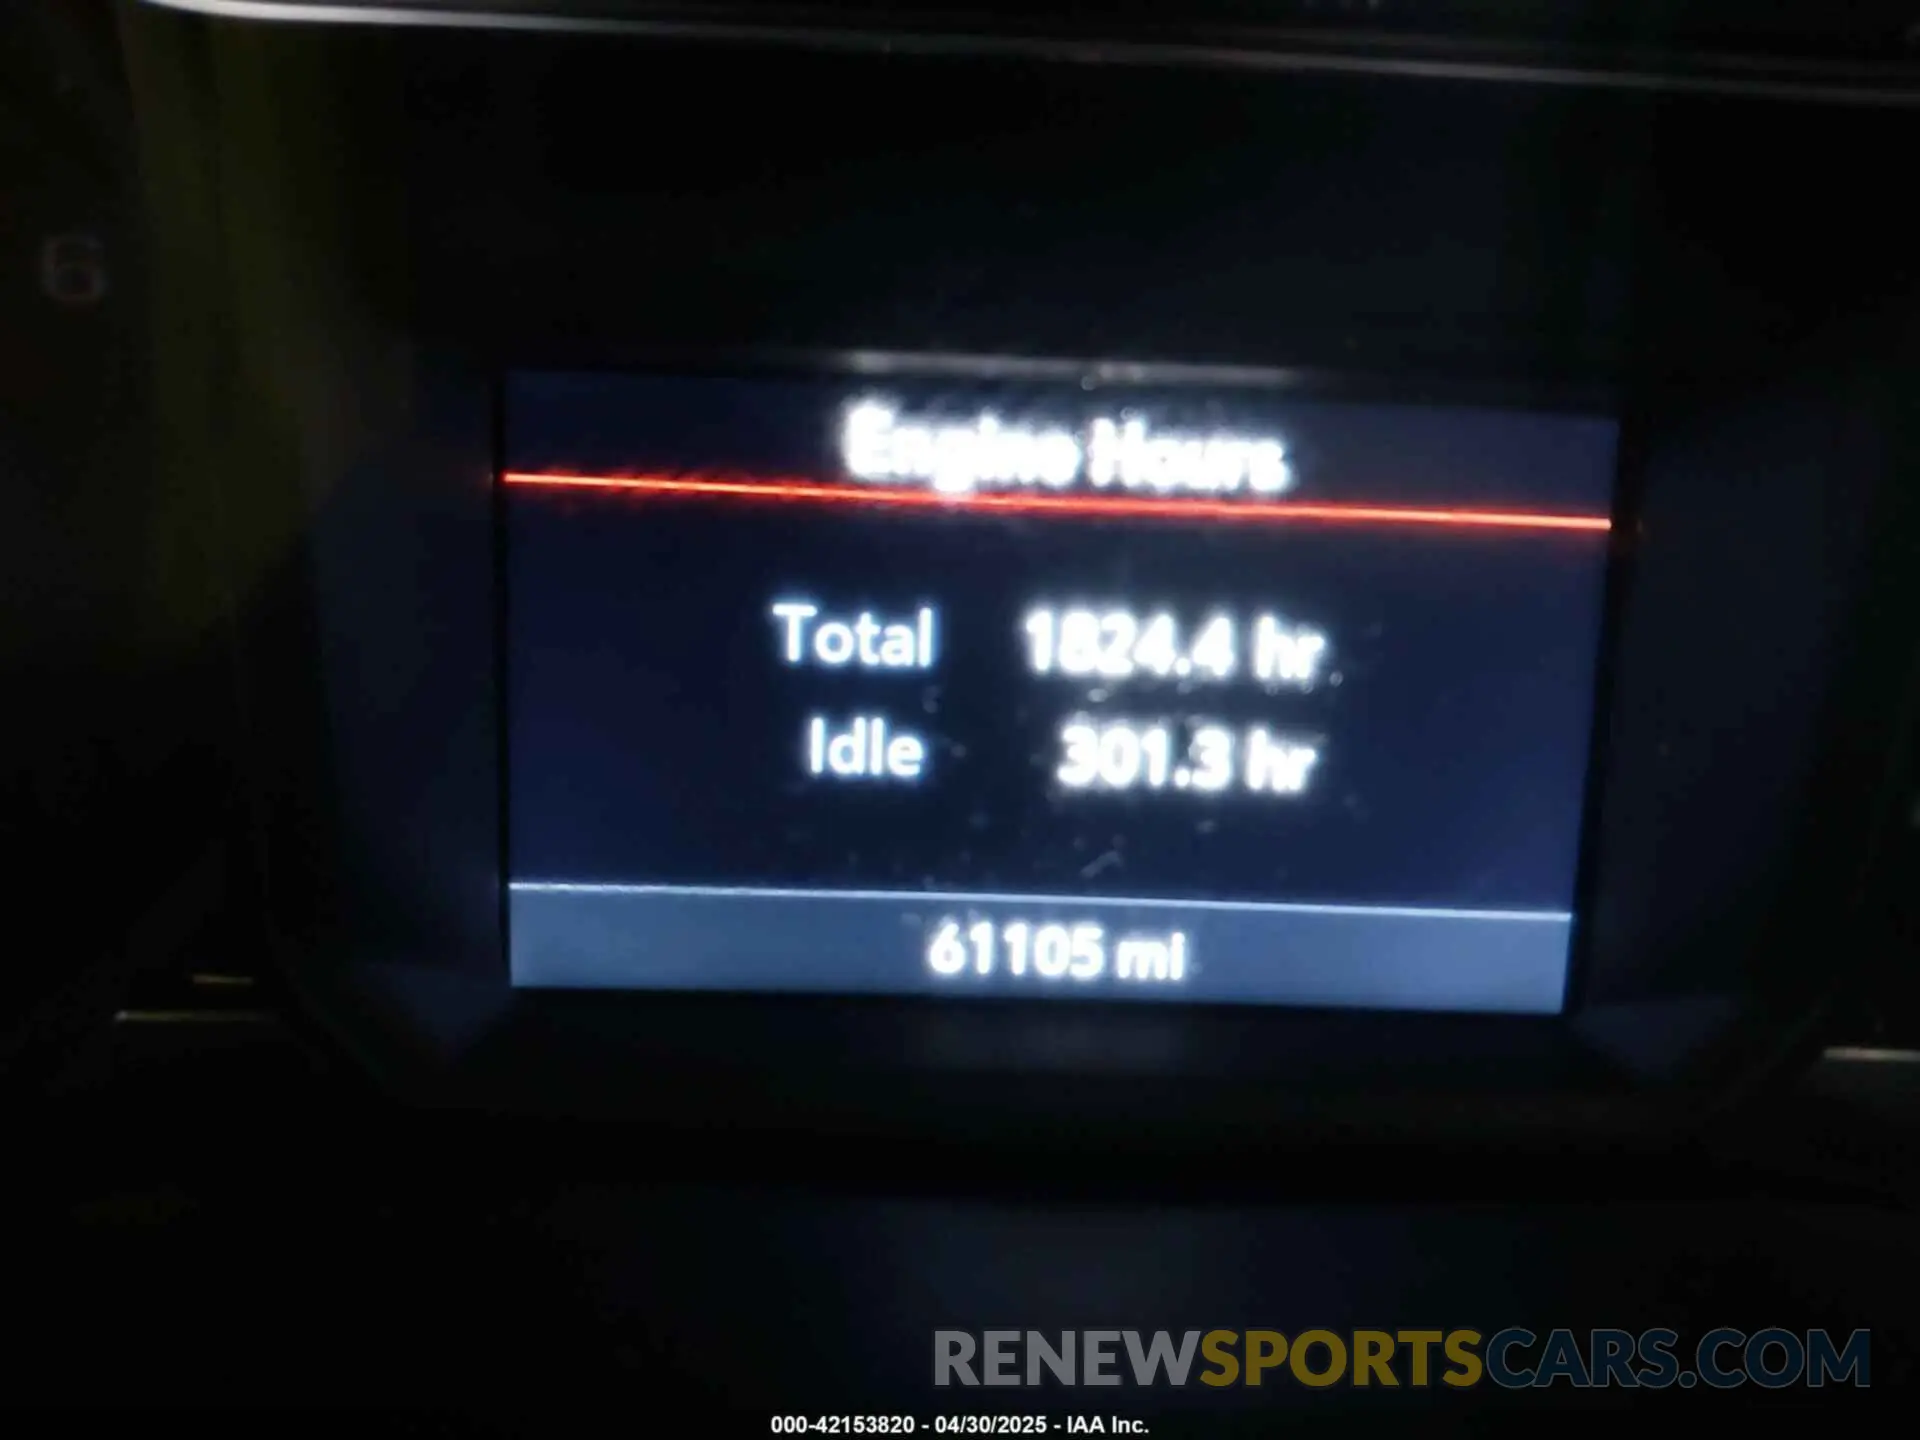 6
Engine Hours
Total 1824.4 hr
Idle 301.3 hr
61105 mi
RENEWSPORTSCARS.COM
000-42153820 - 04/30/2025 - IAA Inc.